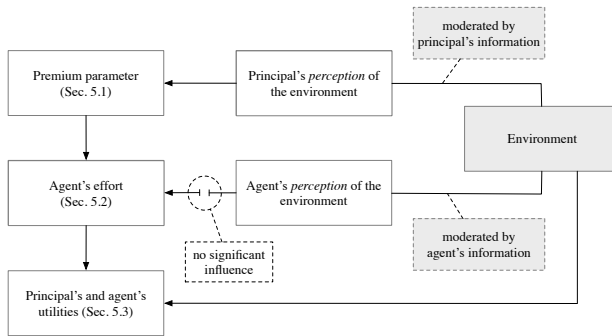 moderated by
principal's information
Premium parameter
(Sec. 5.1)
Principal's perception of
the environment
Environment
Agent's effort
(Sec. 5.2)
Agent's perception of the
environment
no significant
influence
moderated by
agent's information
Principal's and agent's
utilities (Sec. 5.3)